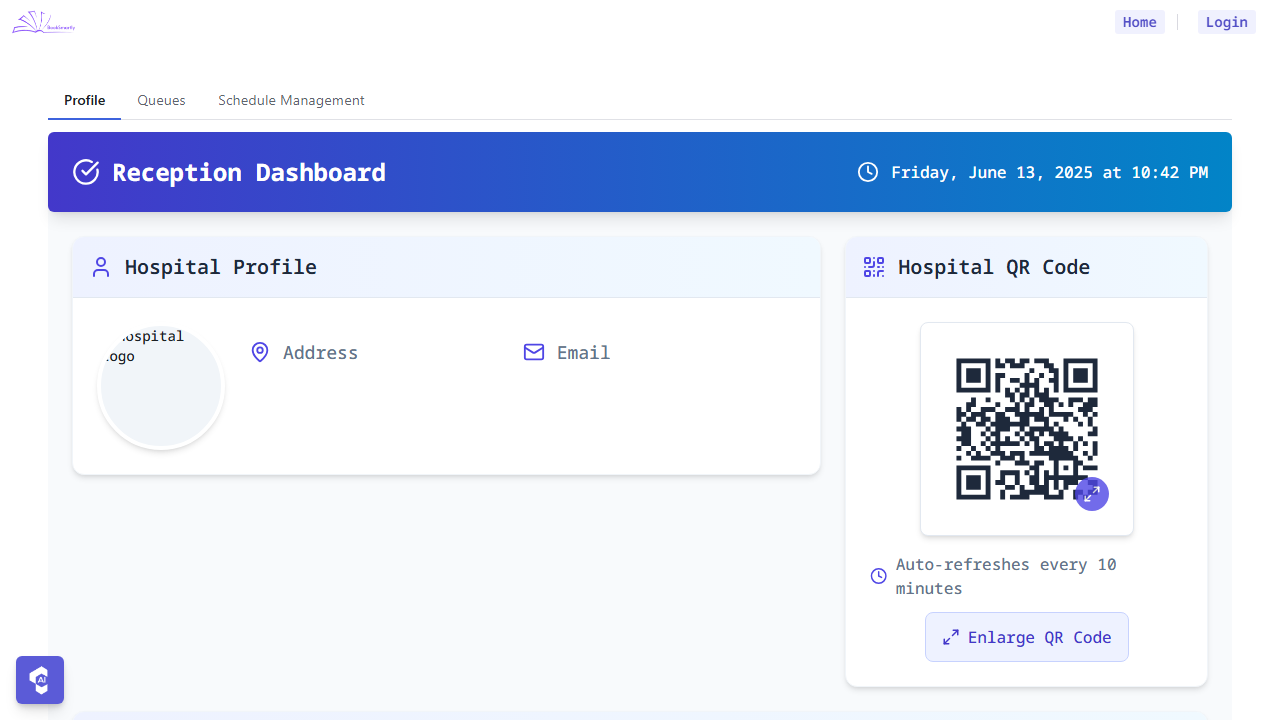 Home
Login
Profile
Queues
Schedule Management
Reception Dashboard
Friday, June 13, 2025 at 10:42 PM
Hospital Profile
Hospital QR Code
ospital
ogo
Address
Email
Auto-refreshes every 10
minutes
Enlarge QR Code
AI